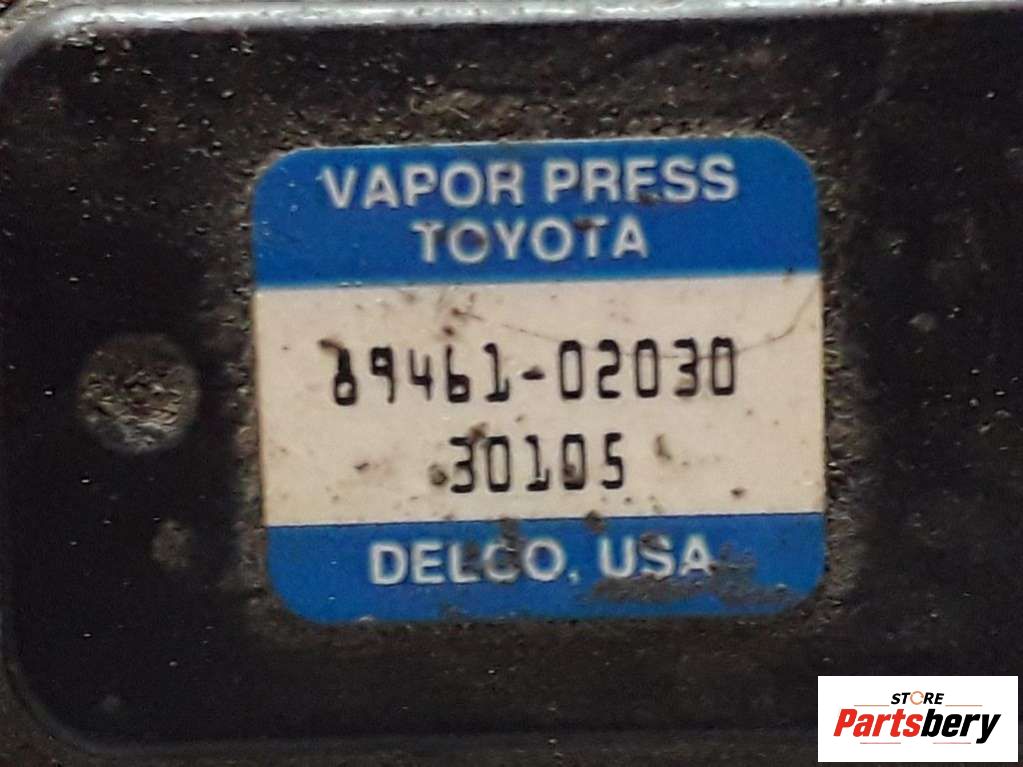 VAPOR PRESS
TOYOTA
89461-02030
30105
DELCO, USA
STORE
Partsbery